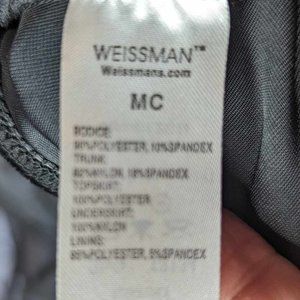 WEISSMAN™
Weissmans.com
MC
BODICE:
90%POLYESTER, 10%SPANDEX
TRUNK:
82%NYLON, 18%SPANDEX
TOPSKIRT:
100%POLYESTER
UNDERSKIRT:
100%NYLON
LINING:
95%POLYESTER, 5%SPANDEX